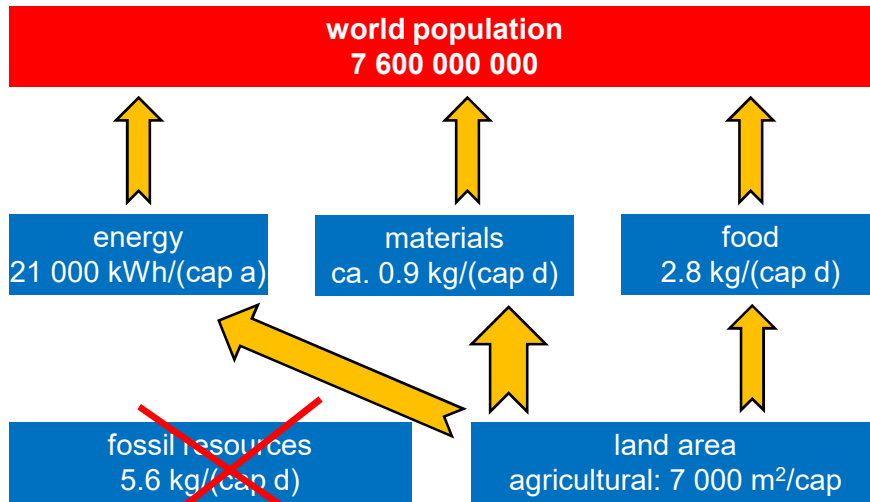 world population
7 600 000 000
energy
21 000 kWh/(cap a)
materials
ca. 0.9 kg/(cap d)
food
2.8 kg/(cap d)
fossil resources
5.6 kg/(cap d)
land area
agricultural: 7 000 m²/cap